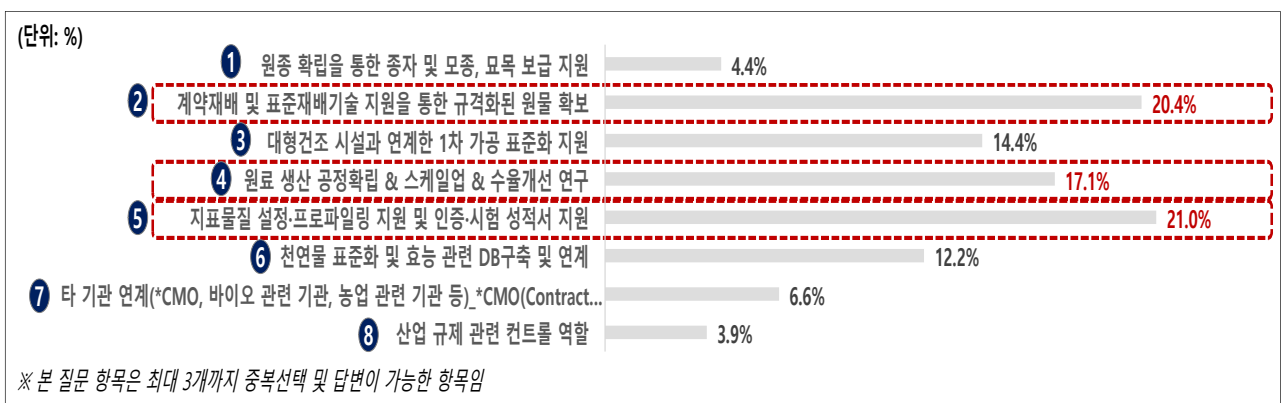 (단위: %)
1 원종 확립을 통한 종자 및 모종, 묘목 보급 지원 4.4%
2 계약재배 및 표준재배기술 지원을 통한 규격화된 원물 확보 20.4%
3 대형건조 시설과 연계한 1차 가공 표준화 지원 14.4%
4 원료 생산 공정확립 & 스케일업 & 수율개선 연구 17.1%
5 지표물질 설정·프로파일링 지원 및 인증·시험 성적서 지원 21.0%
6 천연물 표준화 및 효능 관련 DB구축 및 연계 12.2%
7 타 기관 연계(*CMO, 바이오 관련 기관, 농업 관련 기관 등)_*CMO(Contract... 6.6%
8 산업 규제 관련 컨트롤 역할 3.9%
※ 본 질문 항목은 최대 3개까지 중복선택 및 답변이 가능한 항목임